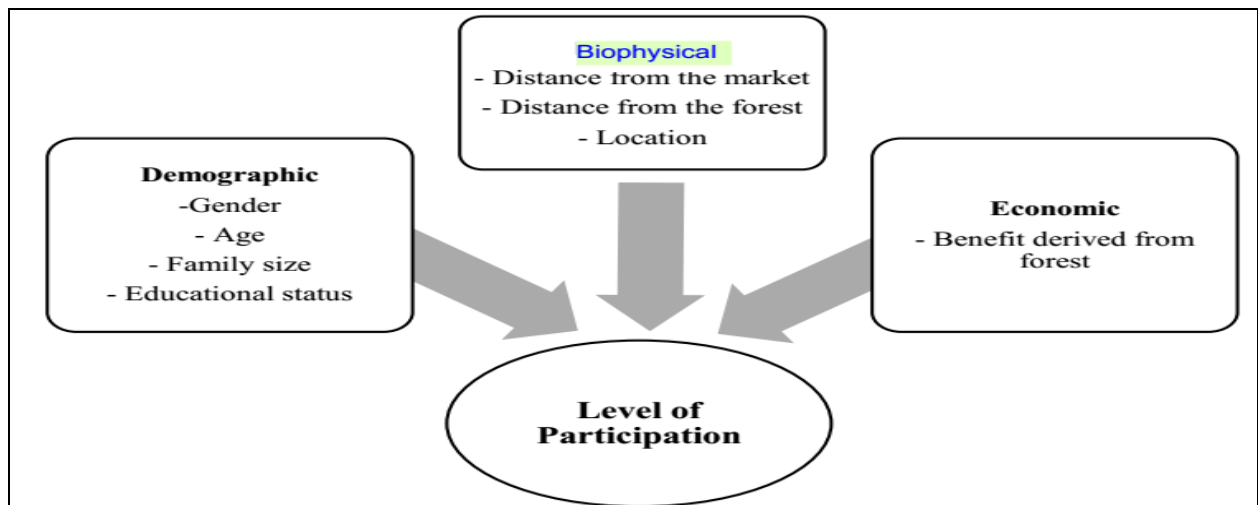 Biophysical
- Distance from the market
- Distance from the forest
- Location
Demographic
-Gender
- Age
- Family size
- Educational status
Economic
- Benefit derived from
forest
Level of
Participation